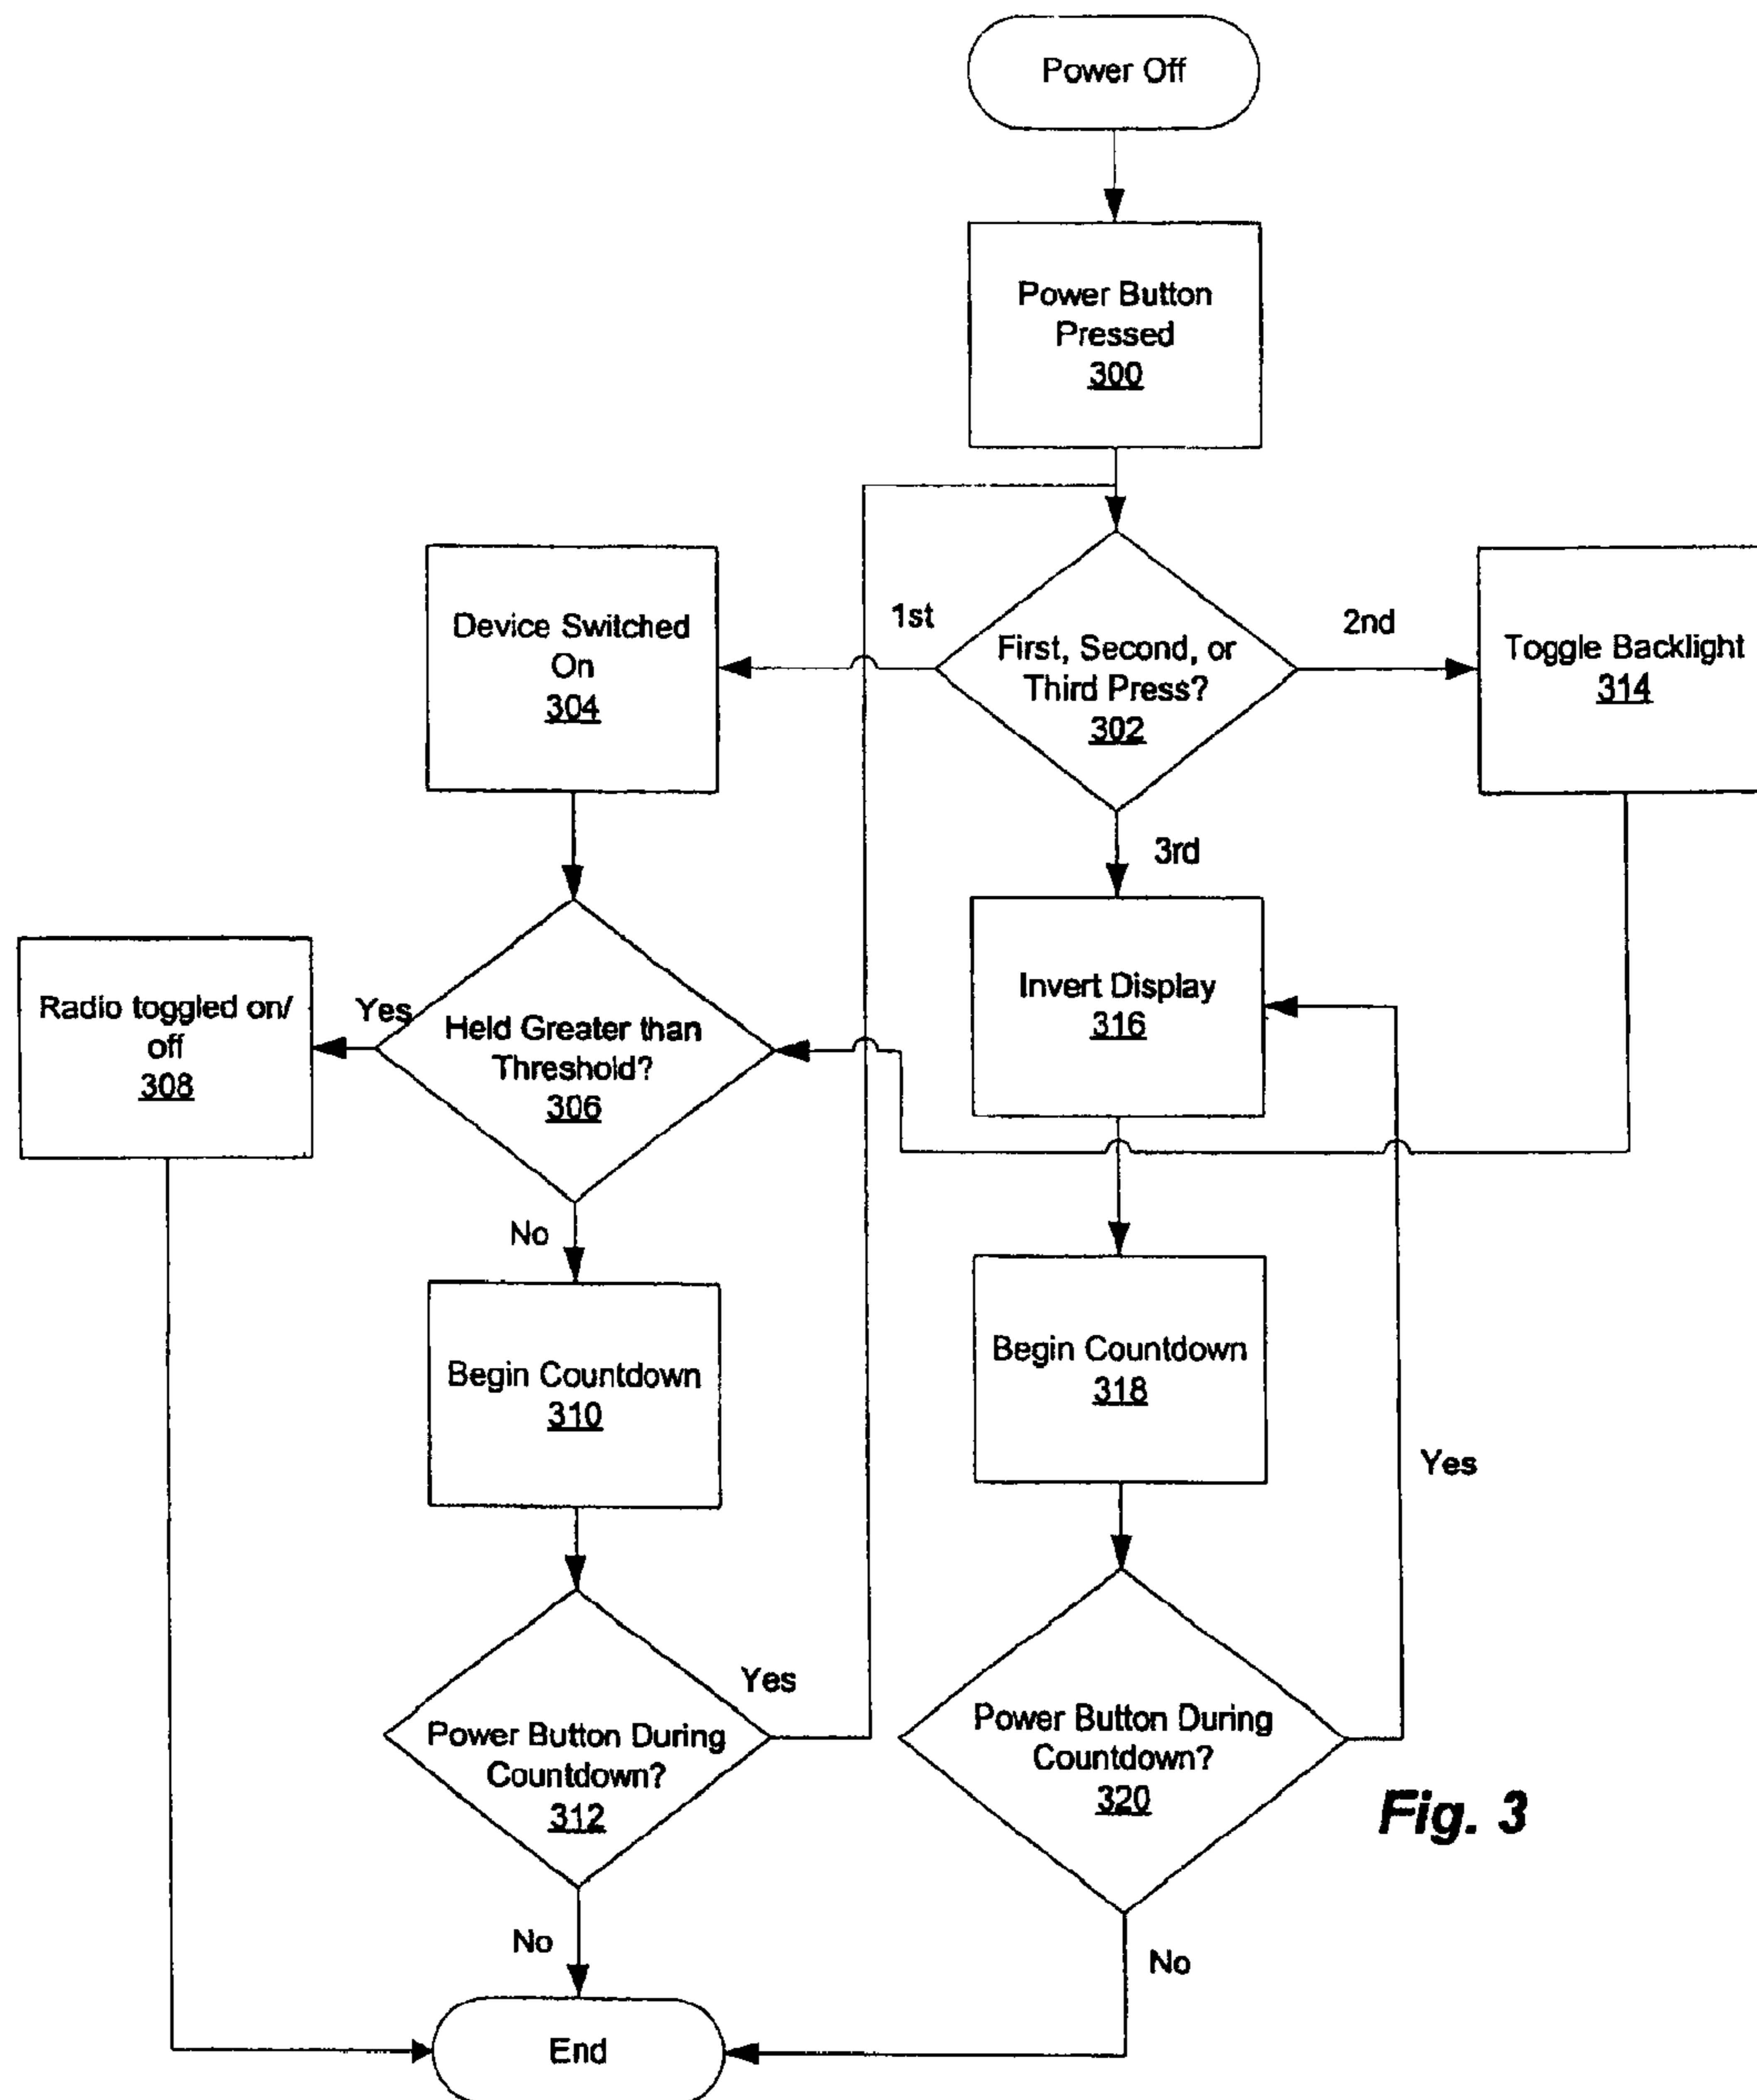 Power Off
Power Button
Pressed
300
First, Second, or
Third Press?
302
1st
2nd
3rd
Device Switched
On
304
Toggle Backlight
314
Held Greater than
Threshold?
306
Yes
No
Radio toggled on/
off
308
Invert Display
316
Begin Countdown
310
Begin Countdown
318
Power Button During
Countdown?
312
Yes
No
Power Button During
Countdown?
320
Yes
No
End
Fig. 3